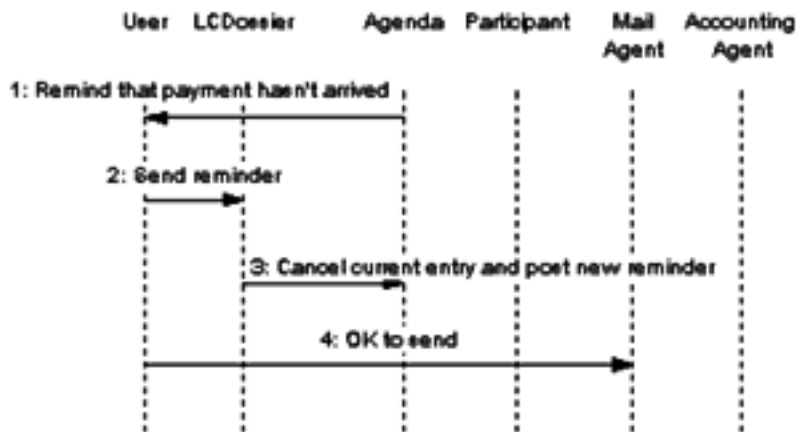 User LCDossier Agenda Participant Mail Agent Accounting Agent
1: Remind that payment hasn't arrived
2: Send reminder
3: Cancel current entry and post new reminder
4: OK to send